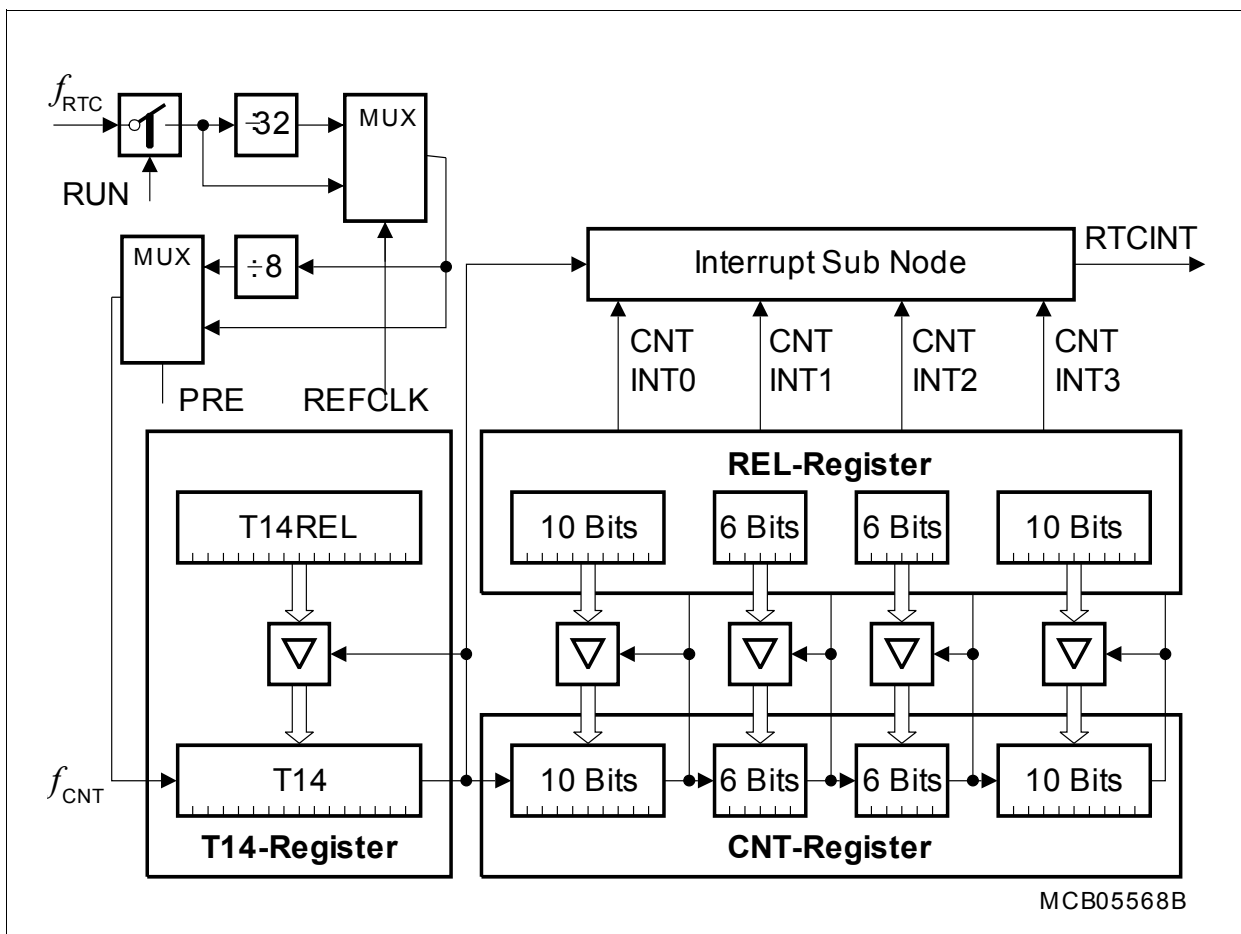 fRTC
÷32
MUX
RUN
MUX
÷8
Interrupt Sub Node
RTCINT
CNT
INT0
CNT
INT1
CNT
INT2
CNT
INT3
PRE
REFCLK
REL-Register
T14REL
10 Bits
6 Bits
6 Bits
10 Bits
fCNT
T14
10 Bits
6 Bits
6 Bits
10 Bits
T14-Register
CNT-Register
MCB05568B